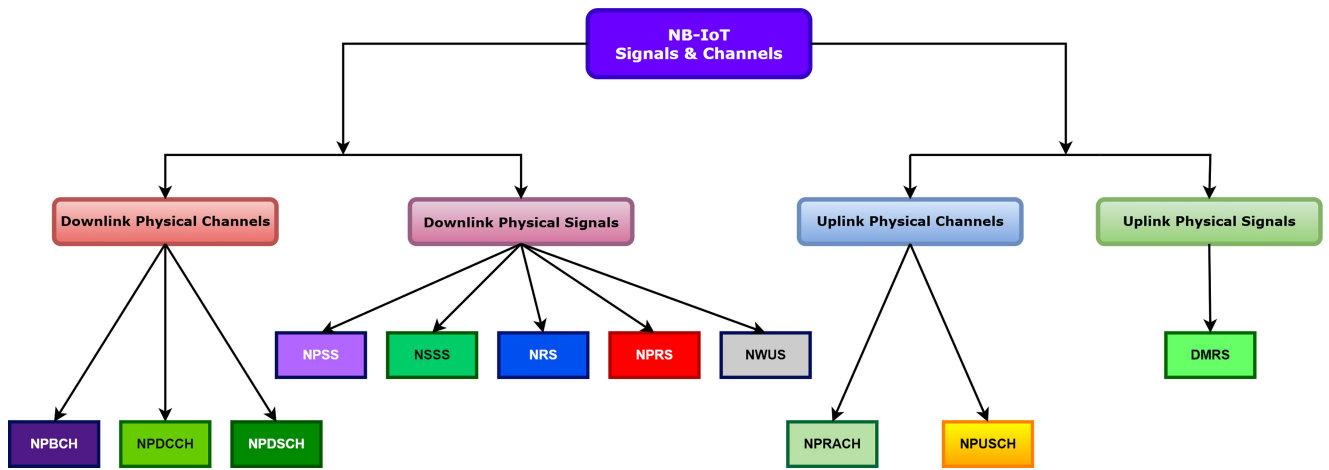 NB-IoT
Signals & Channels
Downlink Physical Channels
Downlink Physical Signals
Uplink Physical Channels
Uplink Physical Signals
NPSS
NSSS
NRS
NPRS
NWUS
DMRS
NPBCH
NPDCCH
NPDSCH
NPRACH
NPUSCH